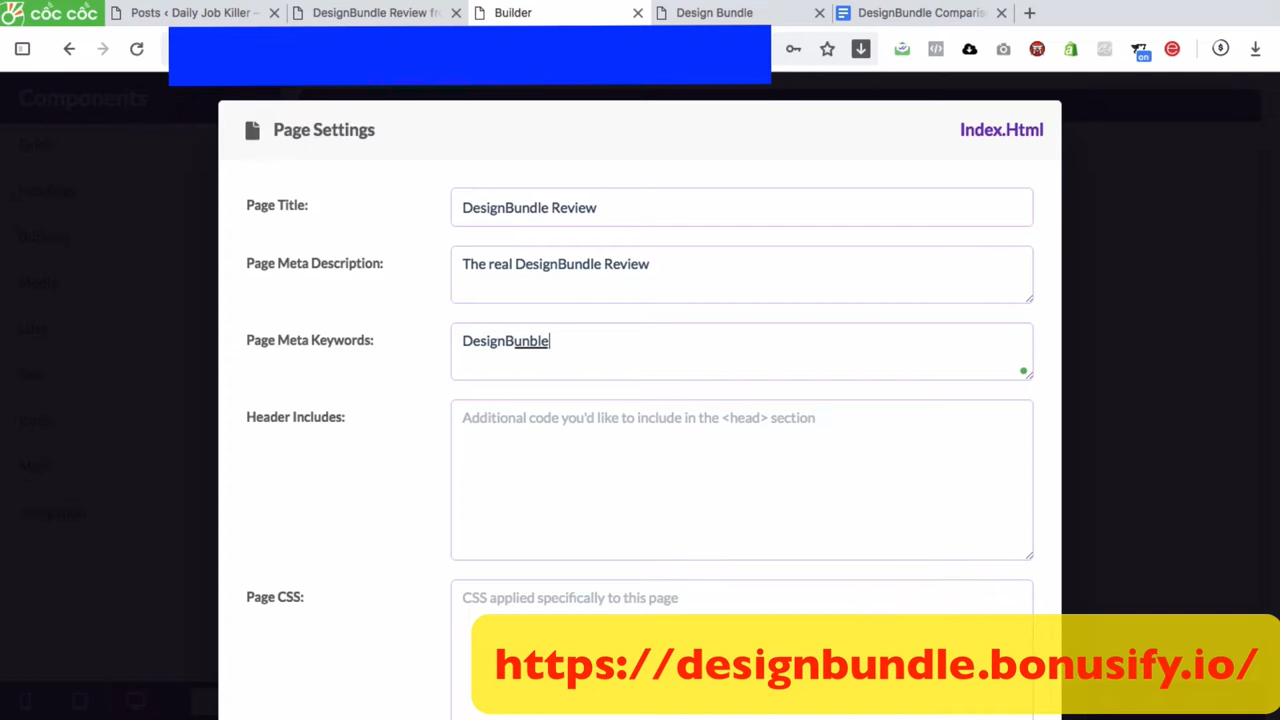 cốc cốc
Posts ‹ Daily Job Killer –
DesignBundle Review fr
Builder
Design Bundle
DesignBundle Comparis
on
Components
Page Settings
Index.Html
Page Title:
DesignBundle Review
Page Meta Description:
The real DesignBundle Review
Page Meta Keywords:
DesignBunble
Header Includes:
Additional code you'd like to include in the <head> section
Page CSS:
CSS applied specifically to this page
https://designbundle.bonusify.io/